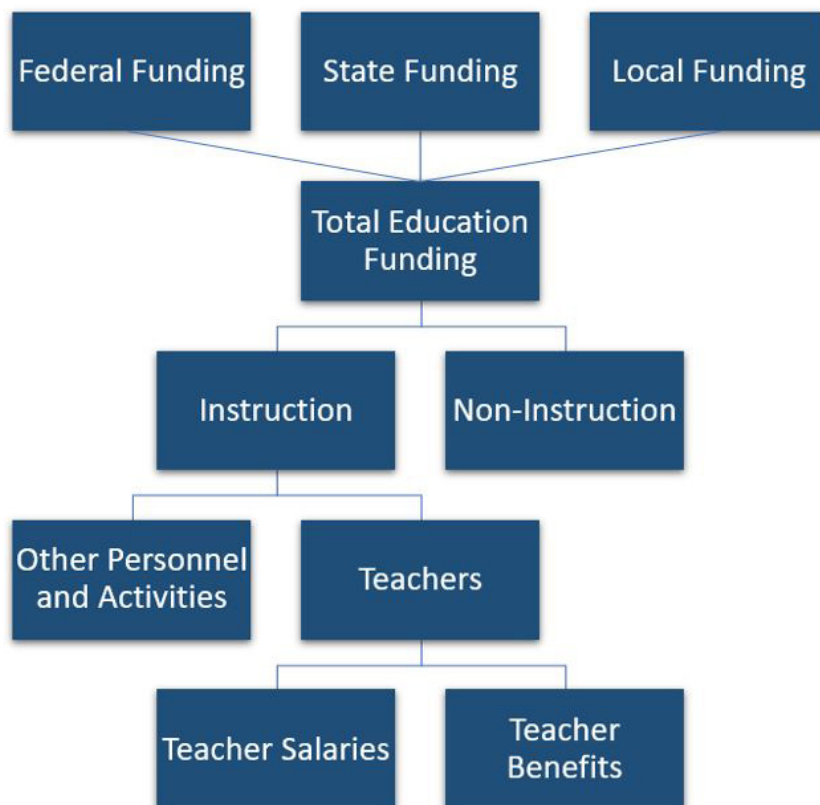 Federal Funding
State Funding
Local Funding
Total Education
Funding
Instruction
Non-Instruction
Other Personnel
and Activities
Teachers
Teacher Salaries
Teacher
Benefits